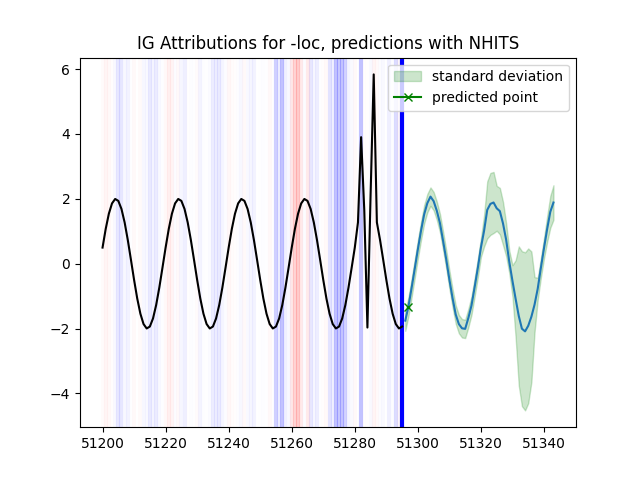 IG Attributions for -loc, predictions with NHITS
standard deviation
predicted point
6
4
2
0
−2
−4
51200 51220 51240 51260 51280 51300 51320 51340